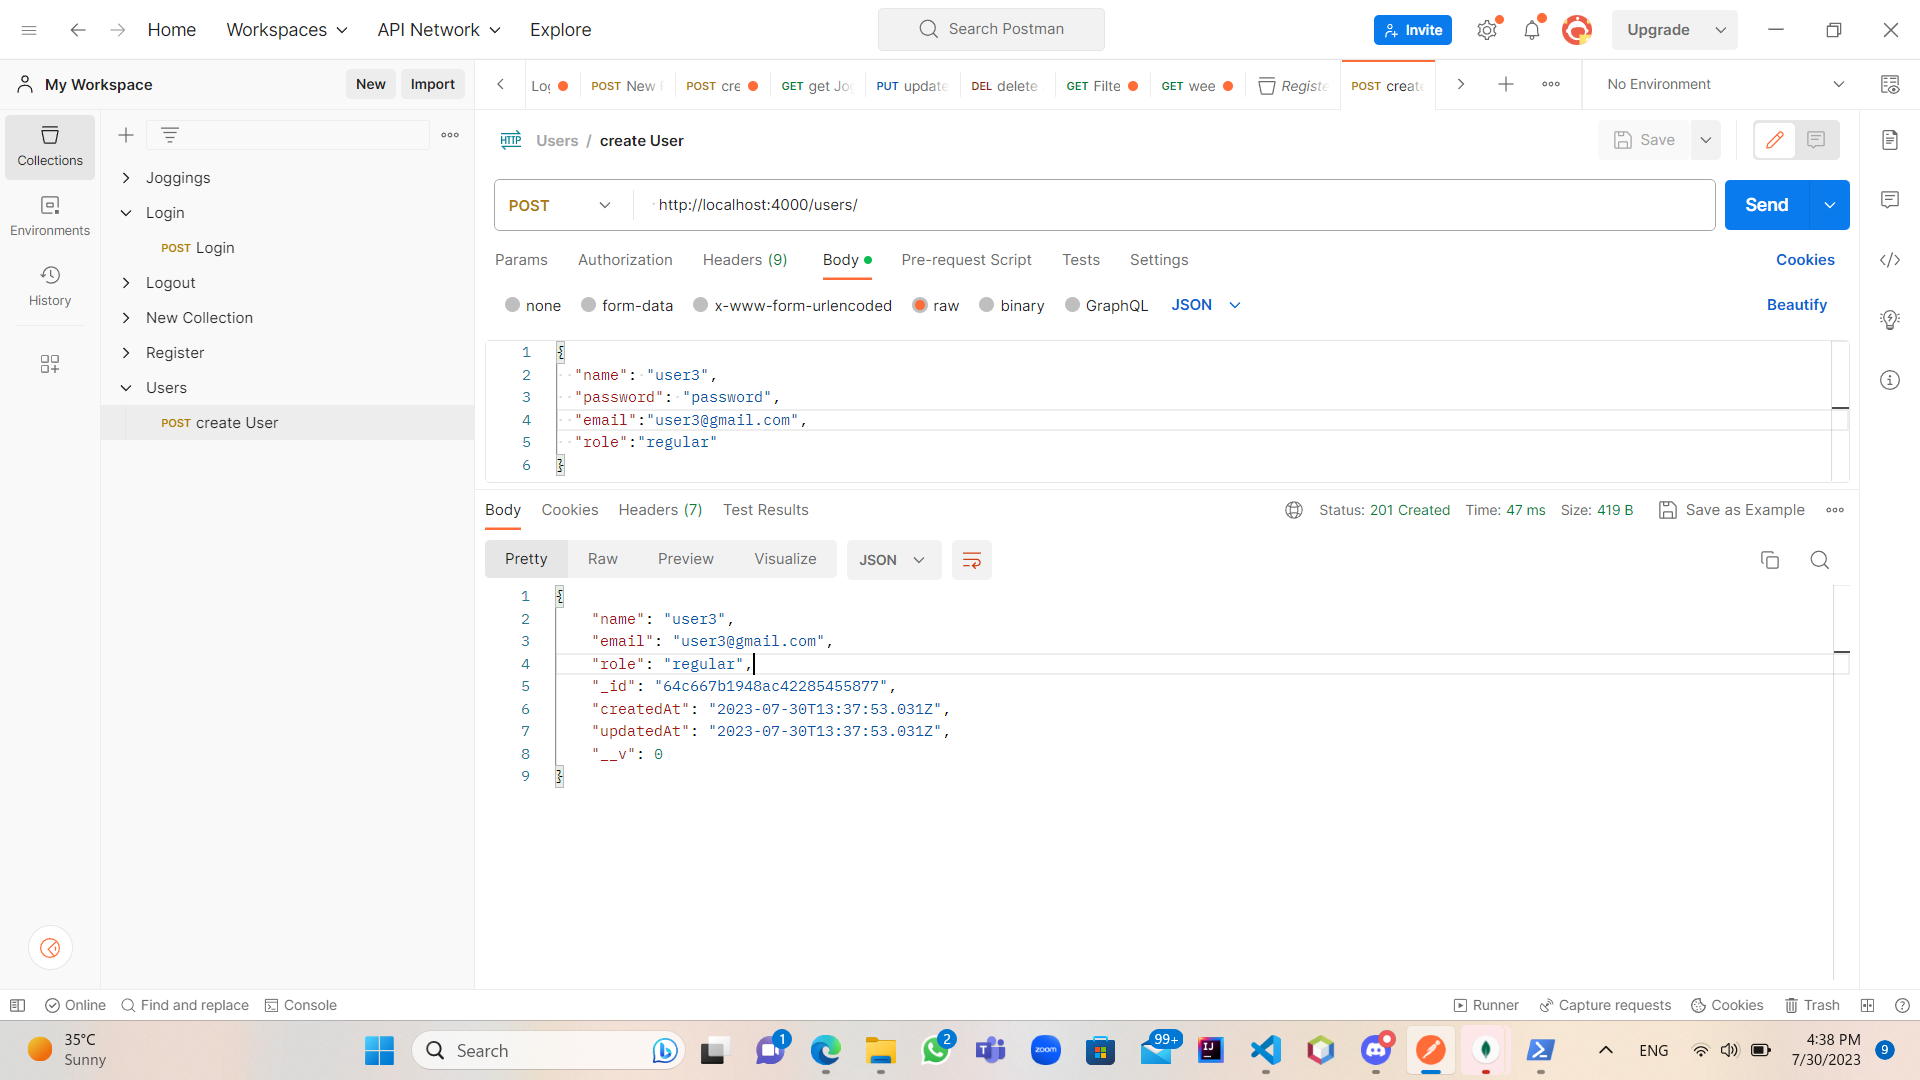 Home
Workspaces
API Network
Explore
Search Postman
Invite
Upgrade
My Workspace
New
Import
POST New
POST cre
GET get Jo
PUT update
DEL delete
GET Filte
GET wee
Registe
POST create
No Environment
Collections
Environments
History
Joggings
Login
POST Login
Logout
New Collection
Register
Users
POST create User
HTTP Users / create User
Save
POST
http://localhost:4000/users/
Send
Params
Authorization
Headers (9)
Body
Pre-request Script
Tests
Settings
Cookies
none
form-data
x-www-form-urlencoded
raw
binary
GraphQL
JSON
Beautify
1 {
2 "name": "user3",
3 "password": "password",
4 "email":"user3@gmail.com",
5 "role":"regular"
6 }
Body
Cookies
Headers (7)
Test Results
Status: 201 Created
Time: 47 ms
Size: 419 B
Save as Example
Pretty
Raw
Preview
Visualize
JSON
1 {
2 "name": "user3",
3 "email": "user3@gmail.com",
4 "role": "regular",
5 "_id": "64c667b1948ac42285455877",
6 "createdAt": "2023-07-30T13:37:53.031Z",
7 "updatedAt": "2023-07-30T13:37:53.031Z",
8 "__v": 0
9 }
Online
Find and replace
Console
Runner
Capture requests
Cookies
Trash
35°C
Sunny
Search
1
2
zoom
99+
IJ
ENG
4:38 PM
7/30/2023
9